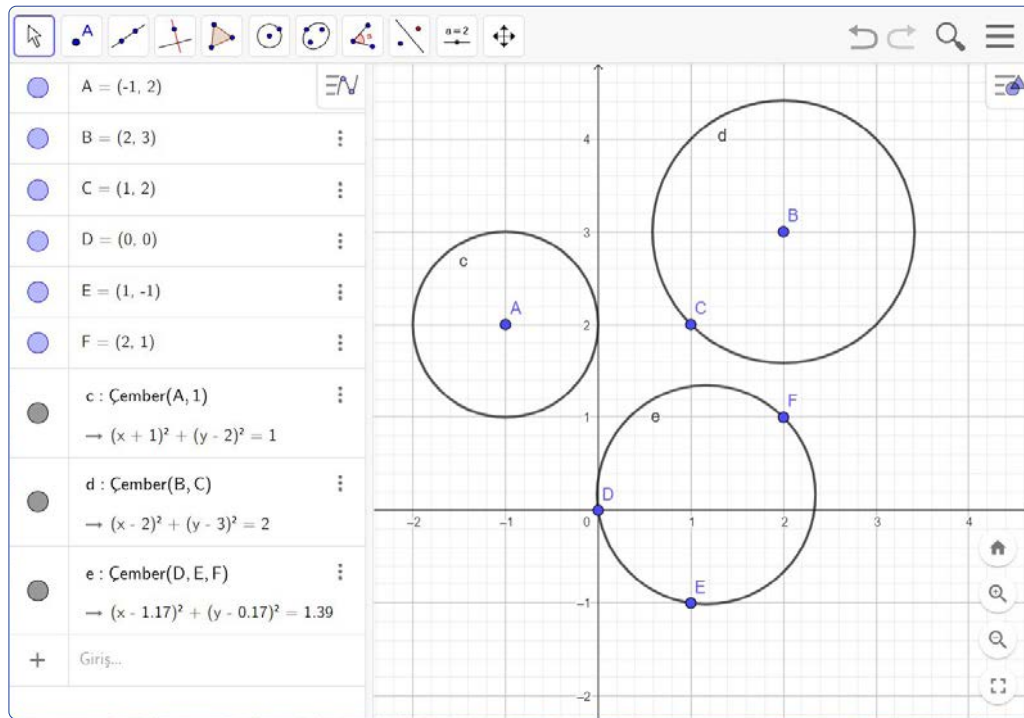 A
a=2
A = (-1, 2)
B = (2, 3)
C = (1, 2)
D = (0, 0)
E = (1, -1)
F = (2, 1)
c : Çember(A, 1)
→ (x + 1)² + (y - 2)² = 1
d : Çember(B, C)
→ (x - 2)² + (y - 3)² = 2
e : Çember(D, E, F)
→ (x - 1.17)² + (y - 0.17)² = 1.39
+ Giriş...
4
d
B
3
c
A
C
2
1
e
F
D
-2 -1 0 1 2 3 4
E
-1
-2